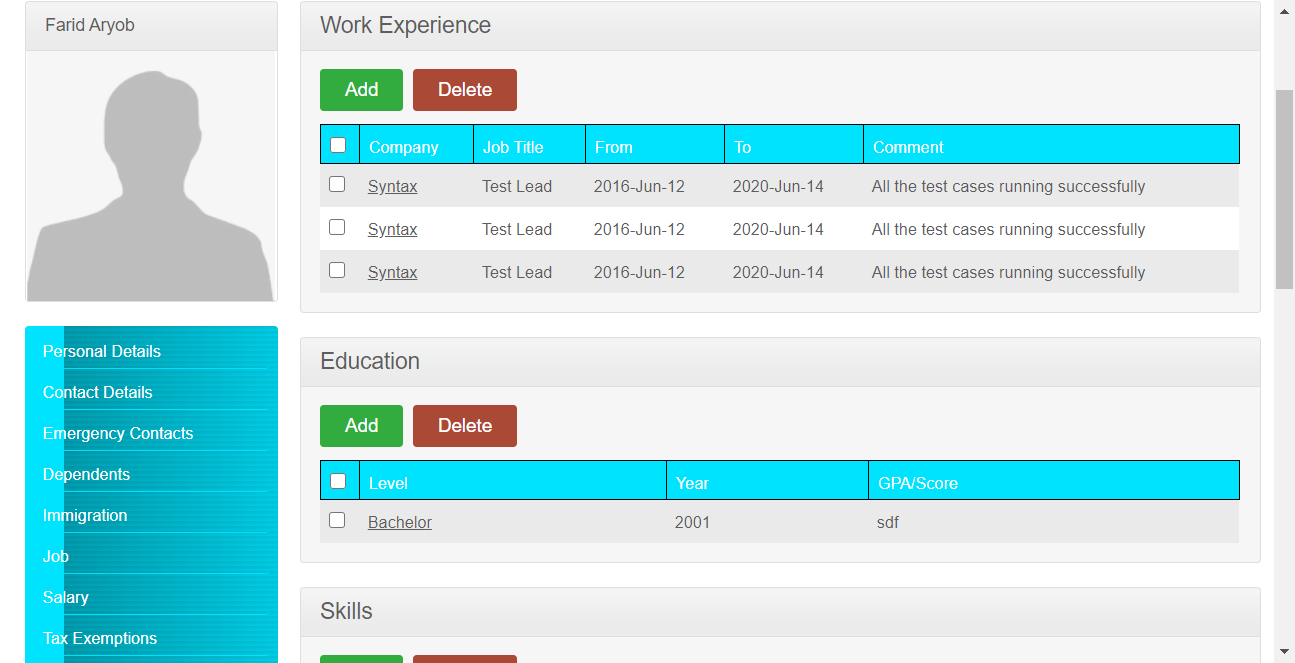 Farid Aryob
Personal Details
Contact Details
Emergency Contacts
Dependents
Immigration
Job
Salary
Tax Exemptions
Work Experience
Add Delete
Company Job Title From To Comment
Syntax Test Lead 2016-Jun-12 2020-Jun-14 All the test cases running successfully
Syntax Test Lead 2016-Jun-12 2020-Jun-14 All the test cases running successfully
Syntax Test Lead 2016-Jun-12 2020-Jun-14 All the test cases running successfully
Education
Add Delete
Level Year GPA/Score
Bachelor 2001 sdf
Skills